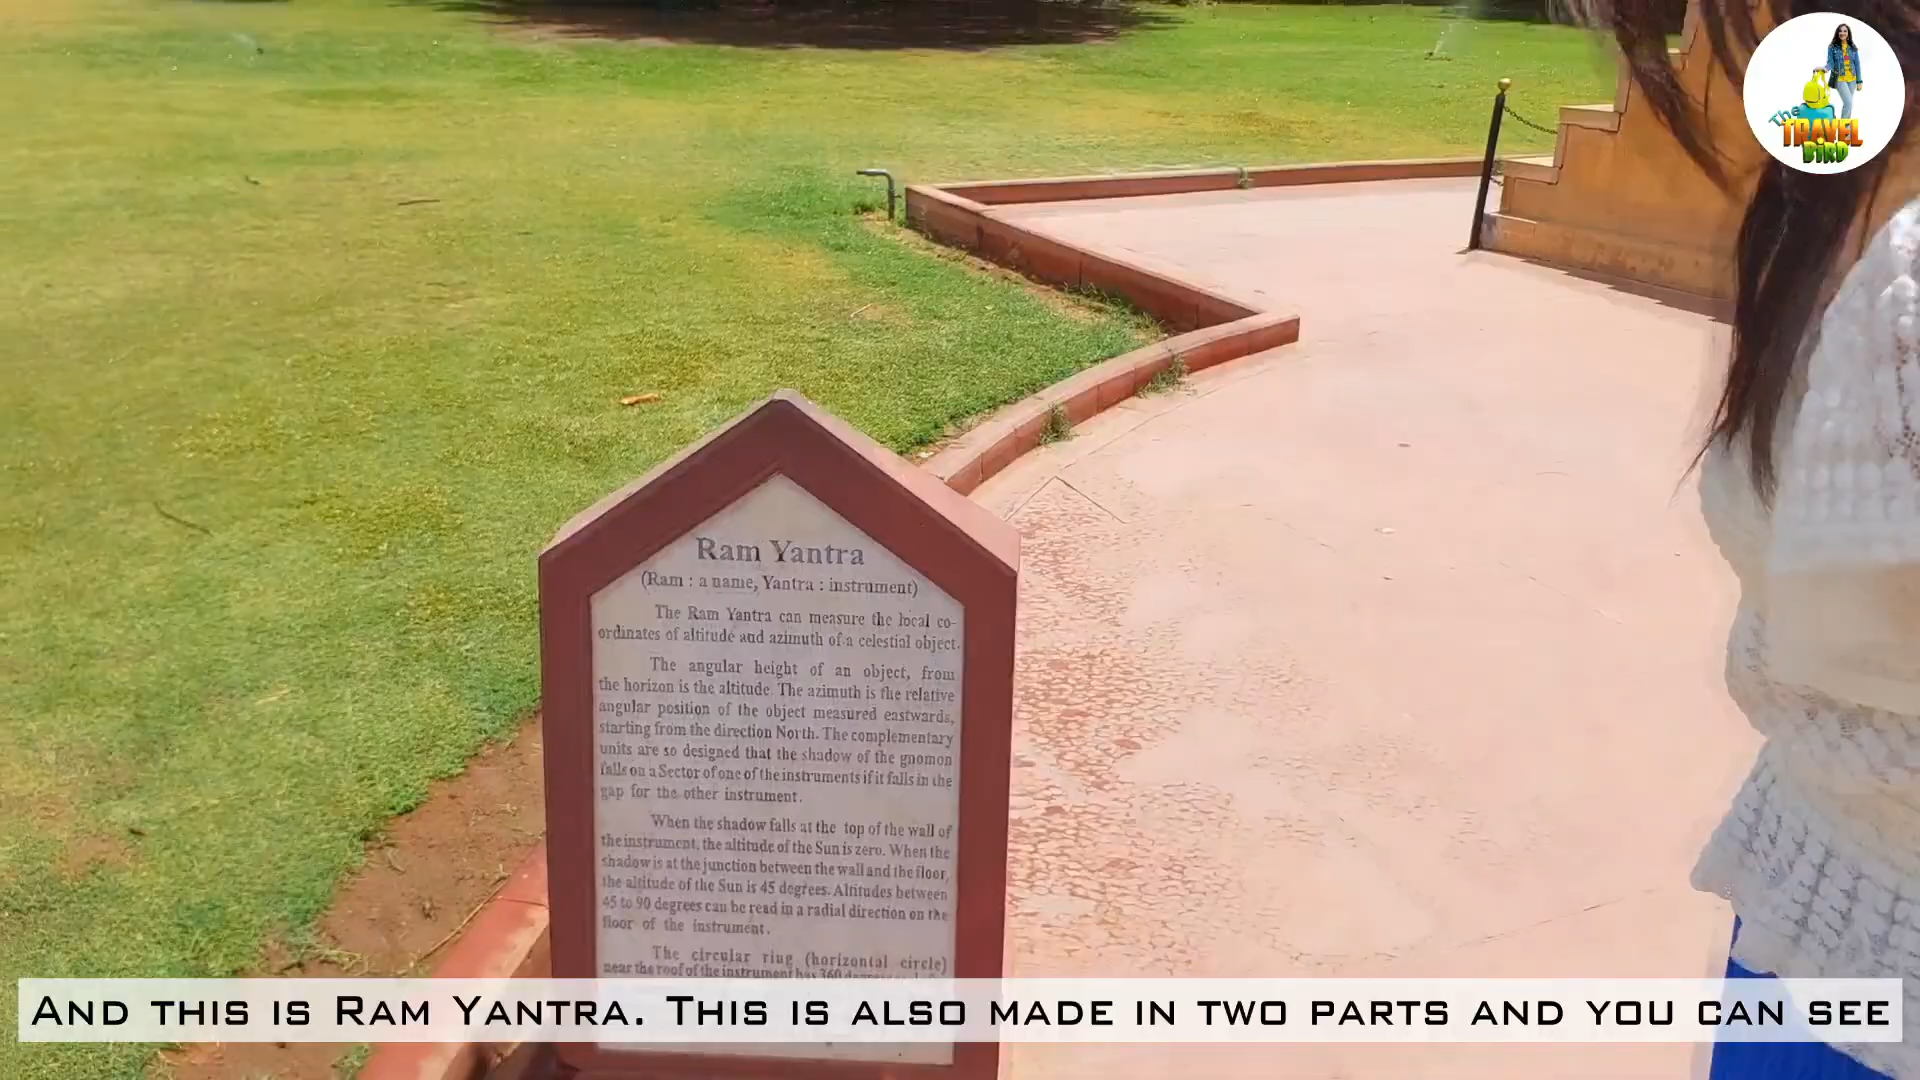 The
TRAVEL
BiRD
Ram Yantra
(Ram : a name, Yantra : instrument)
The Ram Yantra can measure the local co-
ordinates of altitude and azimuth of a celestial object.
The angular height of an object, from
the horizon is the altitude. The azimuth is the relative
angular position of the object measured eastwards,
starting from the direction North. The complementary
units are so designed that the shadow of the gnomon
falls on a Sector of one of the instruments if it falls in the
gap for the other instrument.
When the shadow falls at the top of the wall of
the instrument, the altitude of the Sun is zero. When the
shadow is at the junction between the wall and the floor,
the altitude of the Sun is 45 degrees. Altitudes between
45 to 90 degrees can be read in a radial direction on the
floor of the instrument.
The circular ring (horizontal circle)
near the roof of the instrument has 360
And this is Ram Yantra. This is also made in two parts and you can see